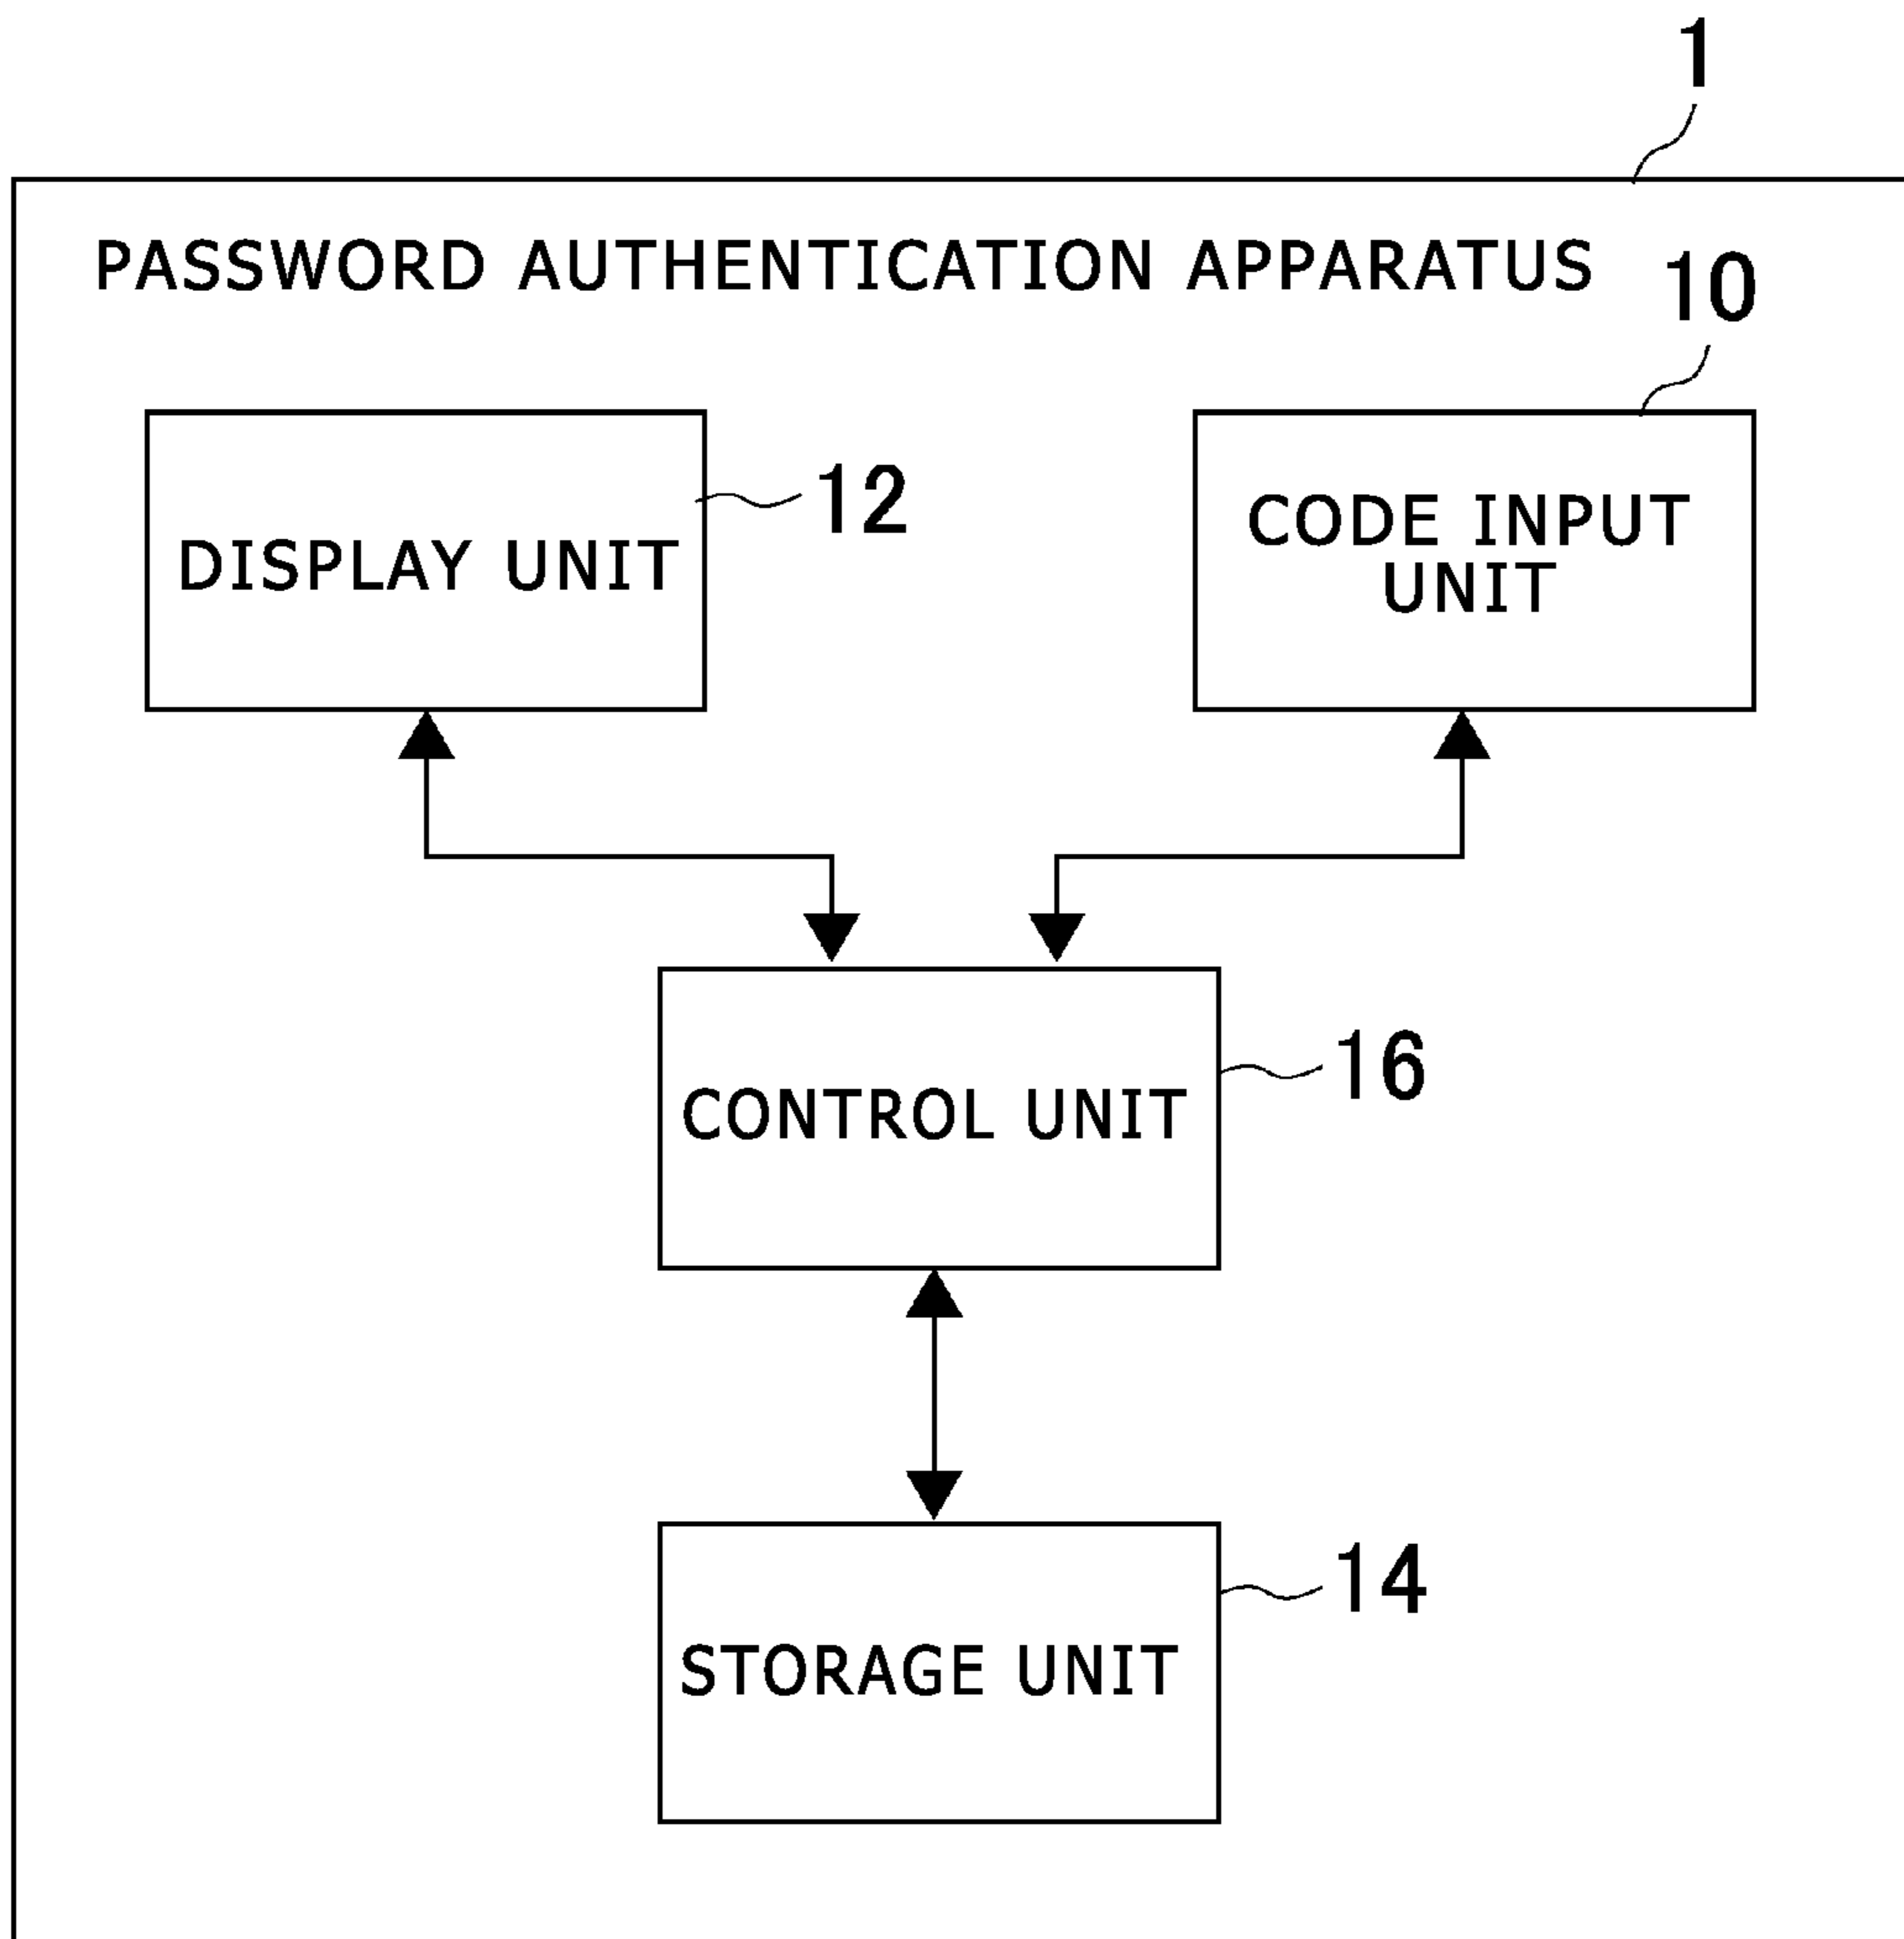 1
PASSWORD AUTHENTICATION APPARATUS
10
12
DISPLAY UNIT
CODE INPUT
UNIT
16
CONTROL UNIT
14
STORAGE UNIT